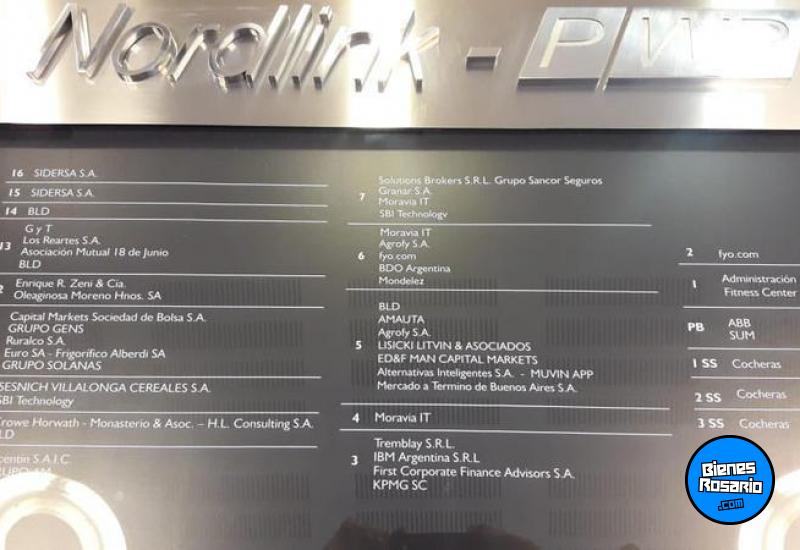 Nordlink - PWR
16 SIDERSA S.A.
15 SIDERSA S.A.
14 BLD
13
G y T
Los Reartes S.A.
Asociación Mutual 18 de Junio
BLD
2
Enrique R. Zeni & Cia.
Oleaginosa Moreno Hnos. SA
Capital Markets Sociedad de Bolsa S.A.
GRUPO GENS
Ruralco S.A.
Euro SA - Frigorífico Alberdi SA
GRUPO SOLANAS
SESNICH VILLALONGA CEREALES S.A.
SBI Technology
Crowe Horwath - Monasterio & Asoc. – H.L. Consulting S.A.
LD
centin S.A.I.C.
7
Solutions Brokers S.R.L. Grupo Sancor Seguros
Granar S.A.
Moravia IT
SBI Technology
6
Moravia IT
Agrofy S.A.
fyo.com
BDO Argentina
Mondelez
5
BLD
AMAUTA
Agrofy S.A.
LISICKI LITVIN & ASOCIADOS
ED&F MAN CAPITAL MARKETS
Alternativas Inteligentes S.A. - MUVIN APP
Mercado a Termino de Buenos Aires S.A.
4 Moravia IT
3
Tremblay S.R.L.
IBM Argentina S.R.L
First Corporate Finance Advisors S.A.
KPMG SC
2 fyo.com
1
Administración
Fitness Center
PB
ABB
SUM
1 SS Cocheras
2 SS Cocheras
3 SS Cocheras
Bienes
Rosario
.com